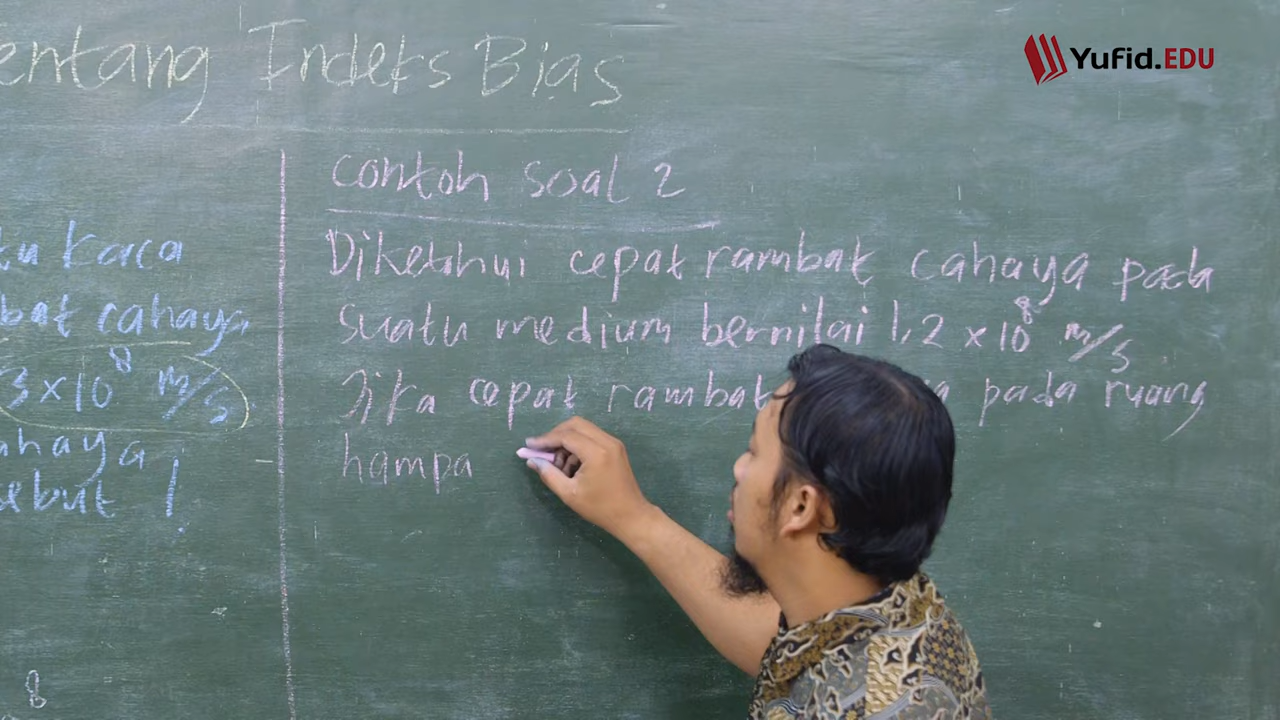 Yufid.EDU
entang Indeks Bias
tu kaca
bat cahaya
3 x 10⁸ m/s
ahaya
ebut !
8
contoh soal 2
Diketahui cepat rambat cahaya pada
suatu medium bernilai 1,2 x 10⁸ m/s.
Jika cepat rambat a pada ruang
hampa